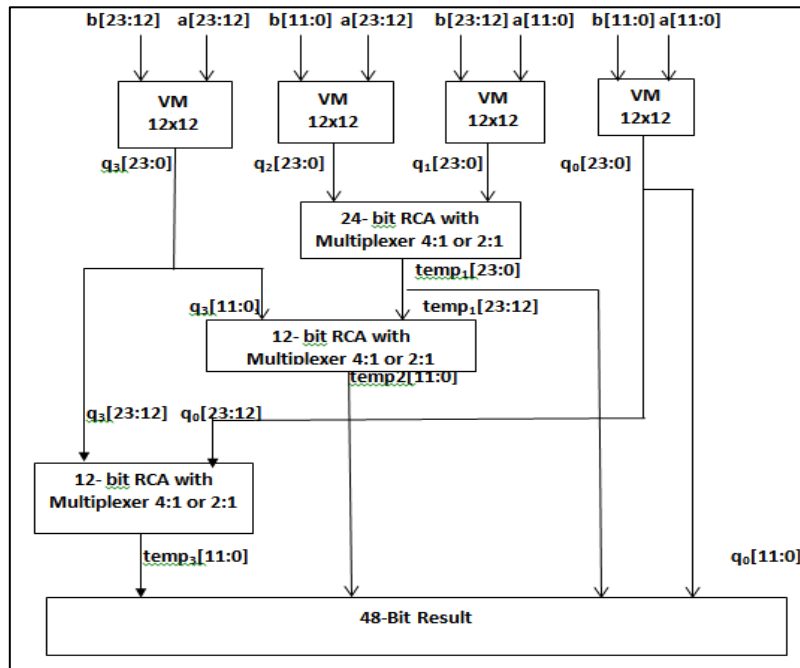 b[23:12] a[23:12] b[11:0] a[23:12] b[23:12] a[11:0] b[11:0] a[11:0]
VM
12x12
VM
12x12
VM
12x12
VM
12x12
q₃[23:0]
q₂[23:0]
q₁[23:0]
q₀[23:0]
24- bit RCA with
Multiplexer 4:1 or 2:1
temp₁[23:0]
q₃[11:0]
temp₁[23:12]
12- bit RCA with
Multiplexer 4:1 or 2:1
temp2[11:0]
q₃[23:12]
q₀[23:12]
12- bit RCA with
Multiplexer 4:1 or 2:1
temp₃[11:0]
q₀[11:0]
48-Bit Result